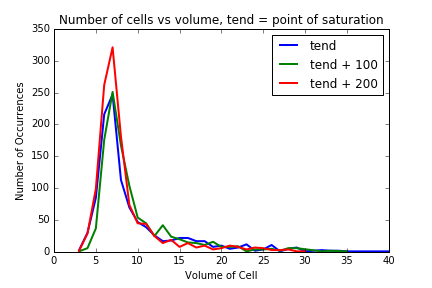 Number of cells vs volume, tend = point of saturation
350
300
250
200
150
100
50
0
Number of Occurrences
tend
tend + 100
tend + 200
0 5 10 15 20 25 30 35 40
Volume of Cell